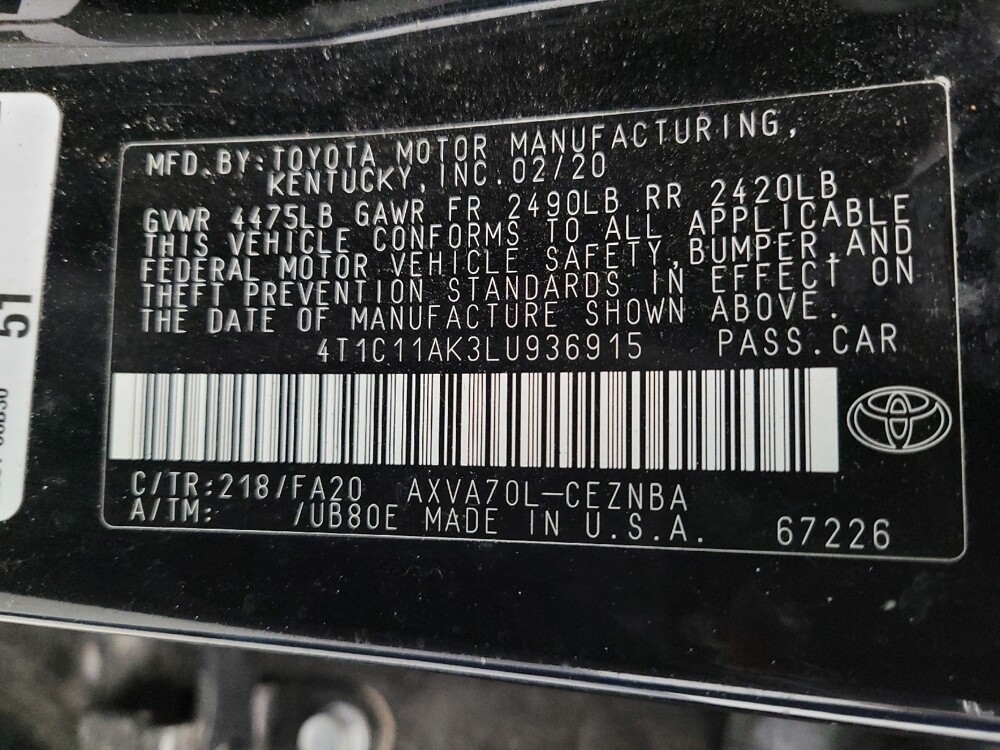 MFD.BY:TOYOTA MOTOR MANUFACTURING,
KENTUCKY,INC.02/20
GVWR 4475LB GAWR FR 2490LB RR 2420LB
THIS VEHICLE CONFORMS TO ALL APPLICABLE
FEDERAL MOTOR VEHICLE SAFETY,BUMPER,AND
THEFT PREVENTION STANDARDS IN EFFECT ON
THE DATE OF MANUFACTURE SHOWN ABOVE.
4T1C11AK3LU936915 PASS.CAR
C/TR:218/FA20 AXVA70L-CEZNBA
A/TM: /UB80E MADE IN U.S.A. 67226
51